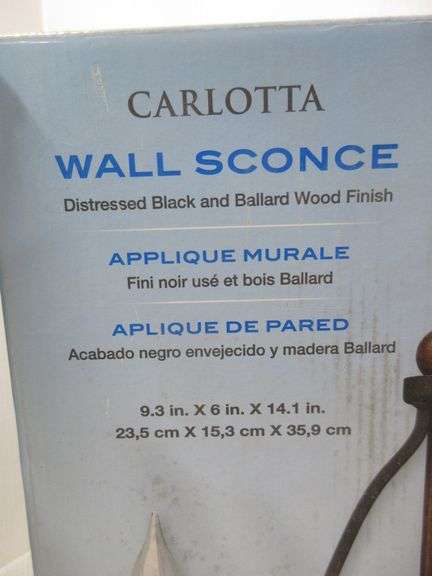 CARLOTTA
WALL SCONCE
Distressed Black and Ballard Wood Finish
APPLIQUE MURALE
Fini noir usé et bois Ballard
APLIQUE DE PARED
Acabado negro envejecido y madera Ballard
9.3 in. X 6 in. X 14.1 in.
23,5 cm X 15,3 cm X 35,9 cm